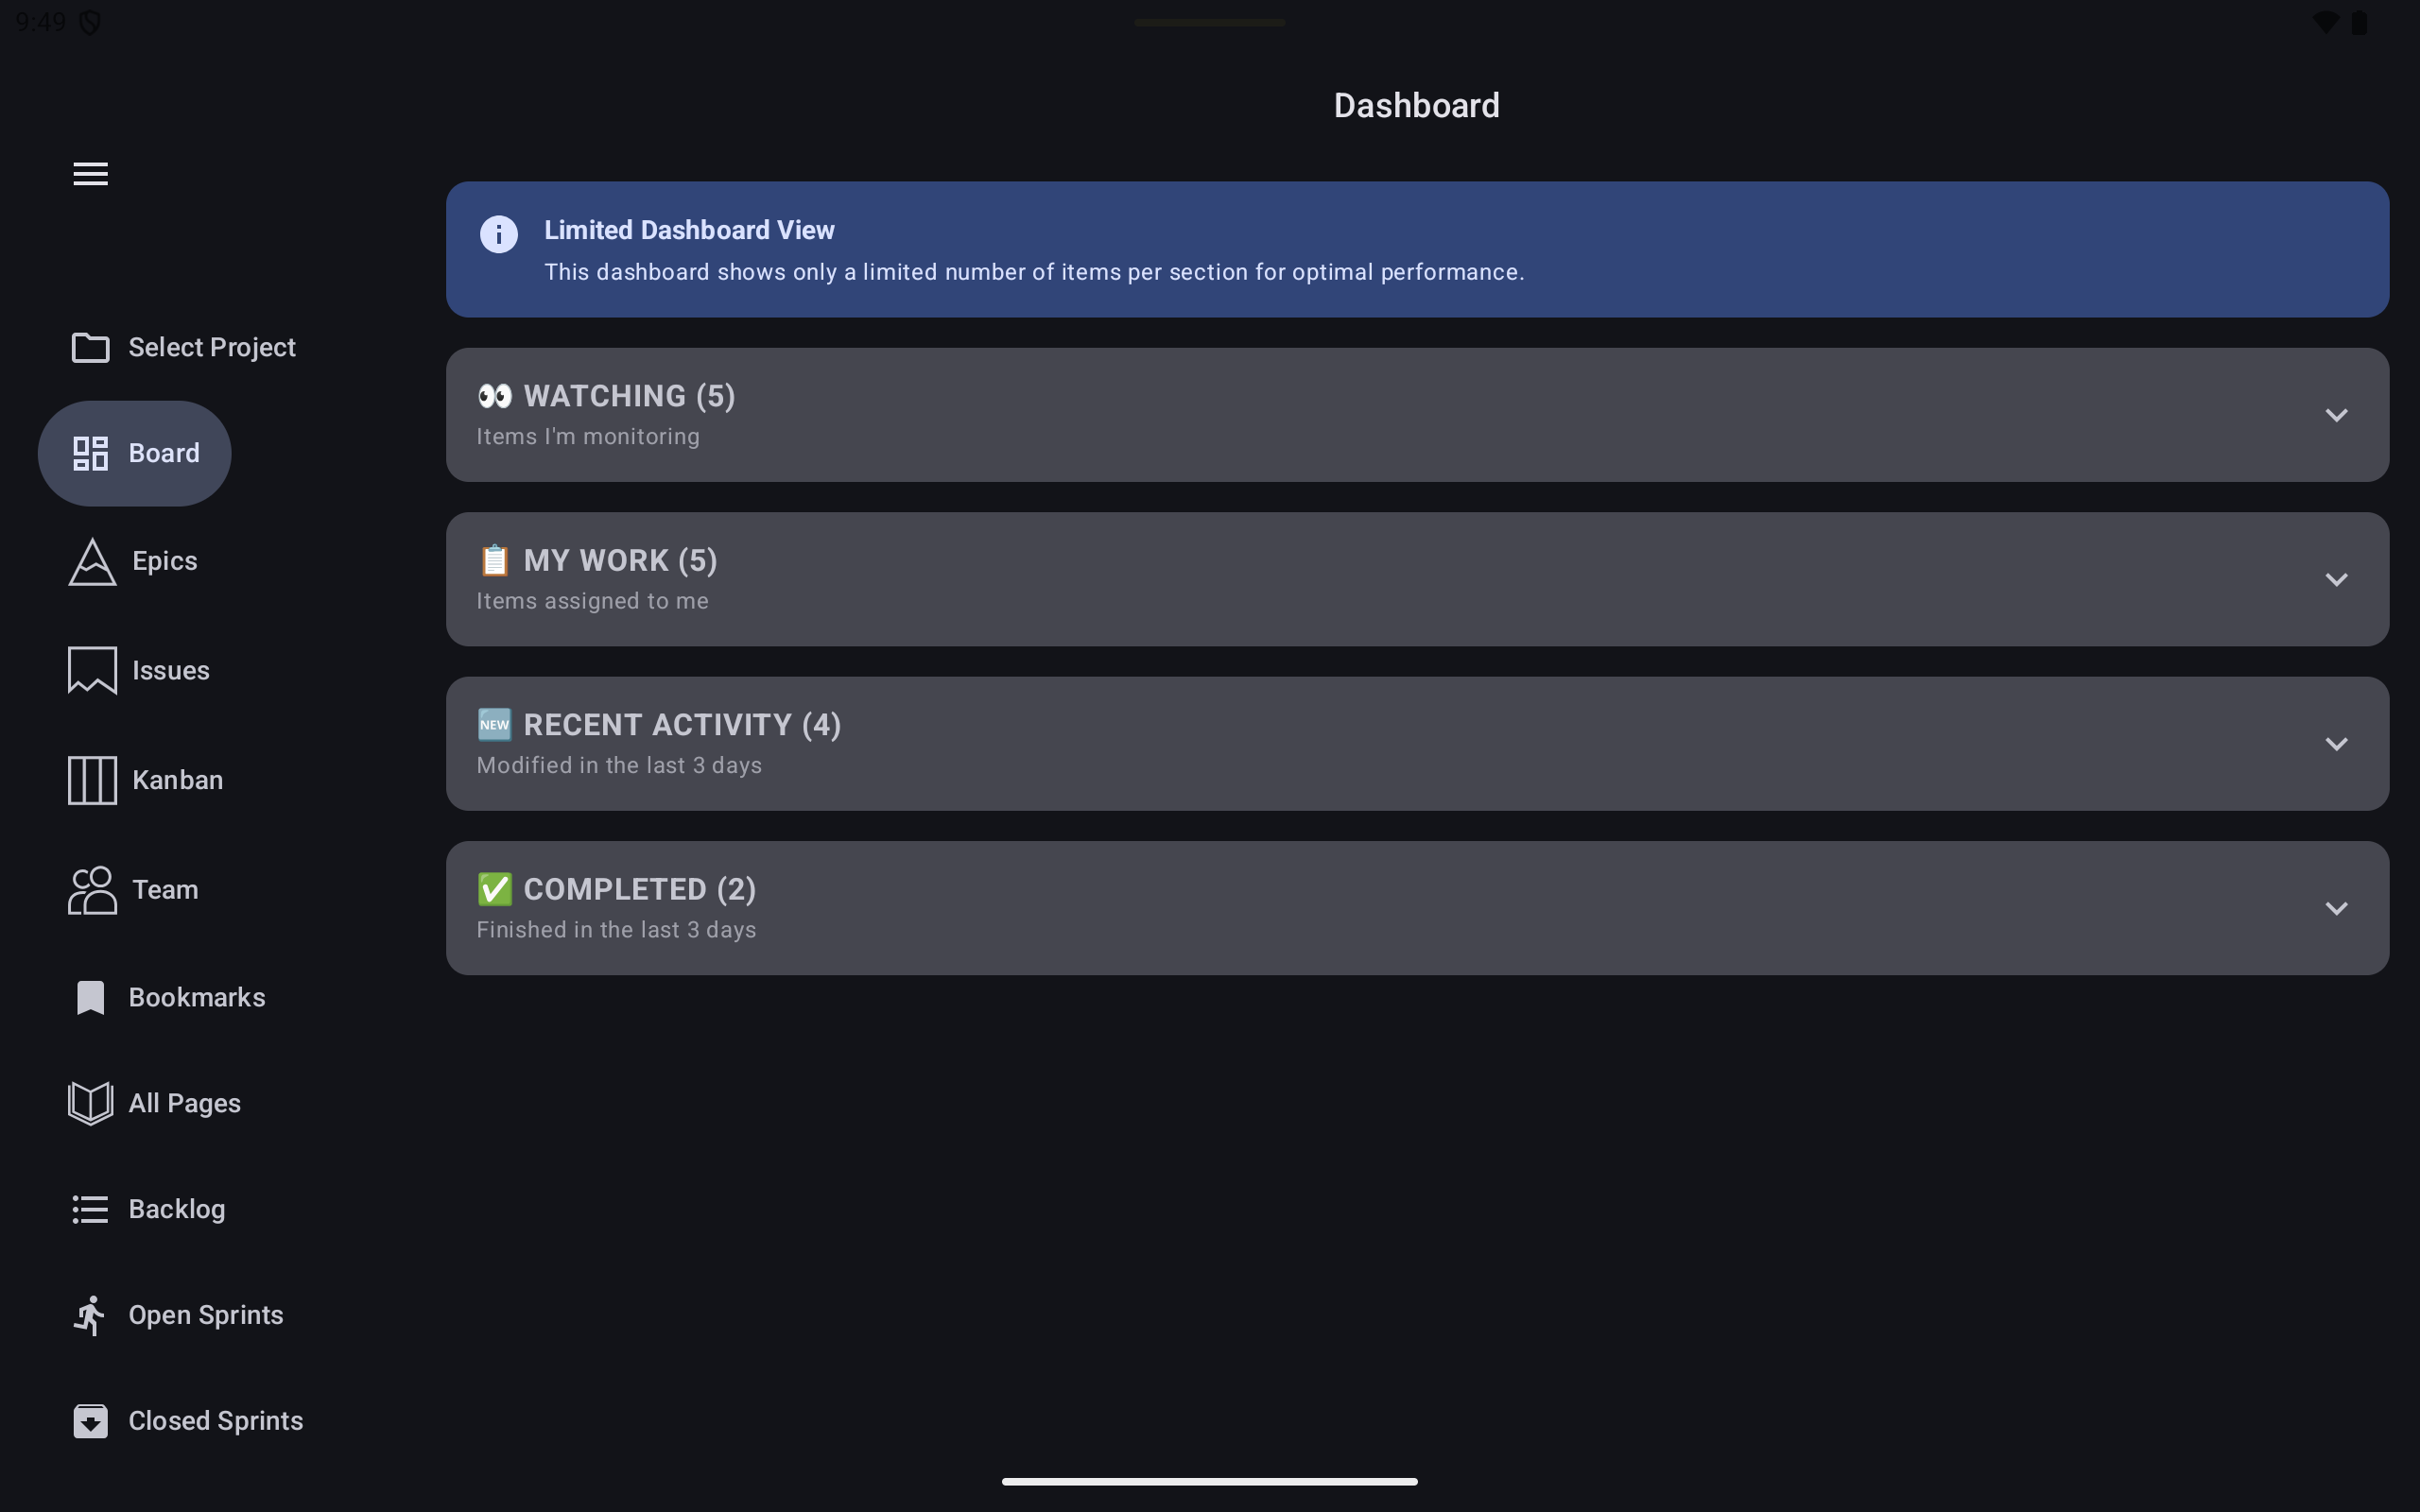 9:49
Dashboard
Limited Dashboard View
This dashboard shows only a limited number of items per section for optimal performance.
Select Project
Board
Epics
Issues
Kanban
Team
Bookmarks
All Pages
Backlog
Open Sprints
Closed Sprints
👀 WATCHING (5)
Items I'm monitoring
📋 MY WORK (5)
Items assigned to me
🆕 RECENT ACTIVITY (4)
Modified in the last 3 days
✅ COMPLETED (2)
Finished in the last 3 days